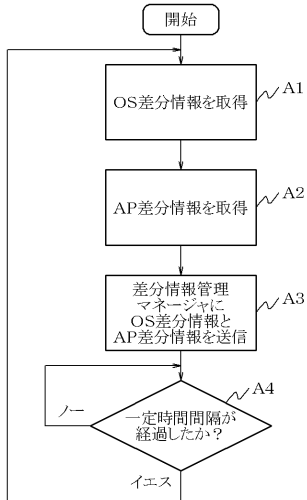 開始
OS差分情報を取得
A1
AP差分情報を取得
A2
差分情報管理
マネージャに
OS差分情報と
AP差分情報を送信
A3
一定時間間隔が
経過したか？
A4
ノー
イエス